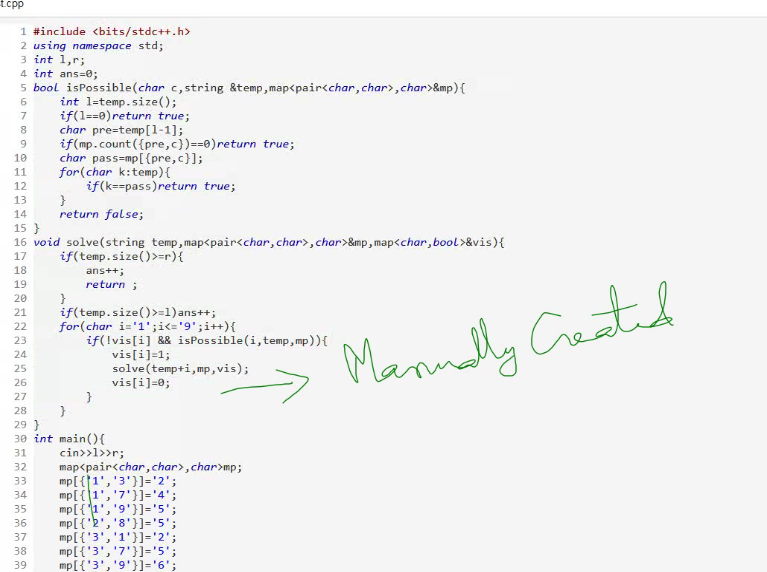 t.cpp
1 #include <bits/stdc++.h>
2 using namespace std;
3 int l,r;
4 int ans=0;
5 bool isPossible(char c,string &temp,map<pair<char,char>,char>&mp){
6 int l=temp.size();
7 if(l==0)return true;
8 char pre=temp[l-1];
9 if(mp.count({pre,c})==0)return true;
10 char pass=mp[{pre,c}];
11 for(char k:temp){
12 if(k==pass)return true;
13 }
14 return false;
15 }
16 void solve(string temp,map<pair<char,char>,char>&mp,map<char,bool>&vis){
17 if(temp.size()>=r){
18 ans++;
19 return ;
20 }
21 if(temp.size()>=l)ans++;
22 for(char i='1';i<='9';i++){
23 if(!vis[i] && isPossible(i,temp,mp)){
24 vis[i]=1;
25 solve(temp+i,mp,vis);
26 vis[i]=0;
27 }
28 }
29 }
Manually Created
30 int main(){
31 cin>>l>>r;
32 map<pair<char,char>,char>mp;
33 mp[{'1','3'}]='2';
34 mp[{'1','7'}]='4';
35 mp[{'1','9'}]='5';
36 mp[{'2','8'}]='5';
37 mp[{'3','1'}]='2';
38 mp[{'3','7'}]='5';
39 mp[{'3','9'}]='6';